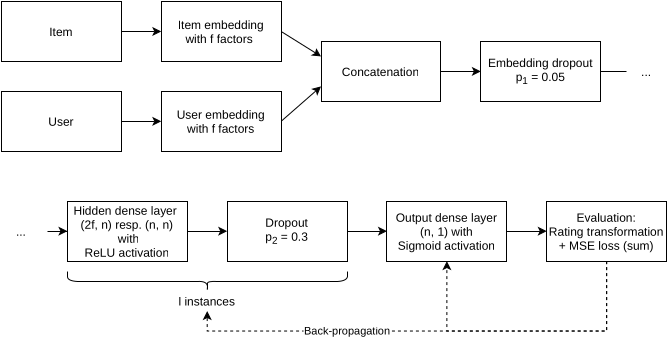 Item
Item embedding
with f factors
Concatenation
Embedding dropout
p1 = 0.05
...
User
User embedding
with f factors
...
Hidden dense layer
(2f, n) resp. (n, n)
with
ReLU activation
Dropout
p2 = 0.3
Output dense layer
(n, 1) with
Sigmoid activation
Evaluation:
Rating transformation
+ MSE loss (sum)
l instances
Back-propagation